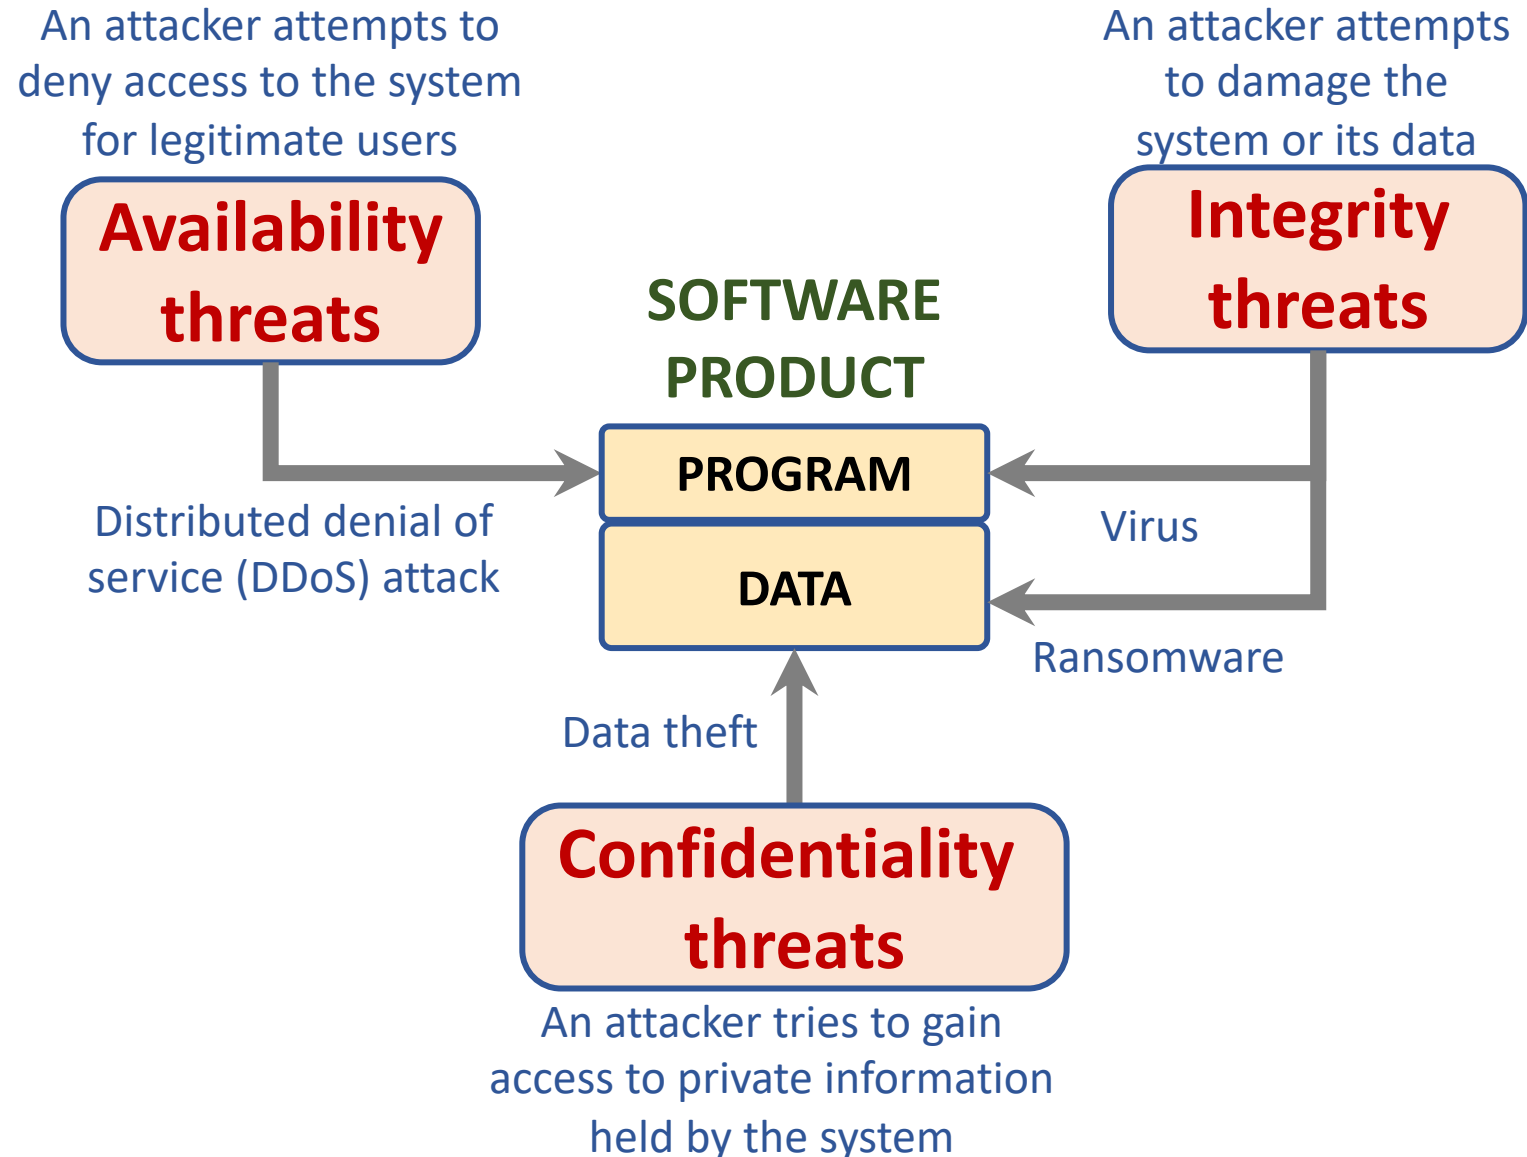 An attacker attempts to
deny access to the system
for legitimate users
Availability
threats
An attacker attempts
to damage the
system or its data
Integrity
threats
SOFTWARE
PRODUCT
PROGRAM
DATA
Distributed denial of
service (DDoS) attack
Virus
Ransomware
Data theft
Confidentiality
threats
An attacker tries to gain
access to private information
held by the system